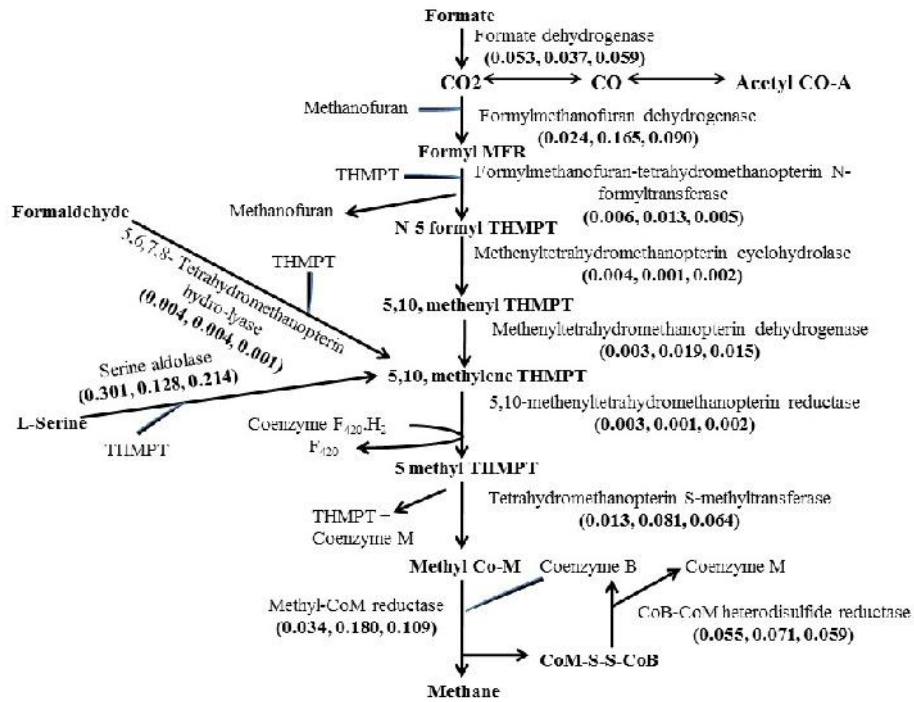 Formate
Formate dehydrogenase
(0.053, 0.037, 0.059)
CO2
CO
Acetyl CO-A
Methanofuran
Formylmethanofuran dehydrogenase
(0.024, 0.165, 0.090)
Formyl MFR
THMPT
Formylmethanofuran-tetrahydromethanopterin N-
formyltransferase
(0.006, 0.013, 0.005)
Methanofuran
Formaldehyde
N 5 formyl THMPT
5,6,7,8- Tetrahydromethanopterin
hydro-lyase
(0.004, 0.004, 0.001)
THMPT
Methenyltetrahydromethanopterin cyclohydrolase
(0.004, 0.001, 0.002)
5,10, methenyl THMPT
Methenyltetrahydromethanopterin dehydrogenase
(0.003, 0.019, 0.015)
Serine aldolase
(0.301, 0.128, 0.214)
5,10, methylene THMPT
L-Serine
THMPT
5,10-methenyltetrahydromethanopterin reductase
(0.003, 0.001, 0.002)
Coenzyme F420.H2
F420
5 methyl THMPT
Tetrahydromethanopterin S-methyltransferase
(0.013, 0.081, 0.064)
THMPT –
Coenzyme M
Methyl Co-M
Coenzyme B
Coenzyme M
Methyl-CoM reductase
(0.034, 0.180, 0.109)
CoB-CoM heterodisulfide reductase
(0.055, 0.071, 0.059)
CoM-S-S-CoB
Methane